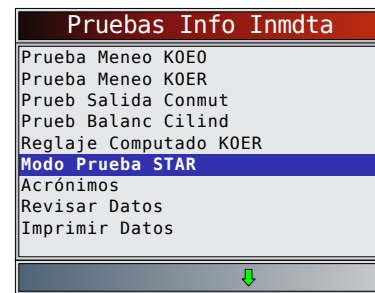 Pruebas Info Inmdta
Prueba Meneo KOEO
Prueba Meneo KOER
Prueb Salida Conmut
Prueb Balanc Cilind
Reglaje Computado KOER
Modo Prueba STAR
Acrónimos
Revisar Datos
Imprimir Datos